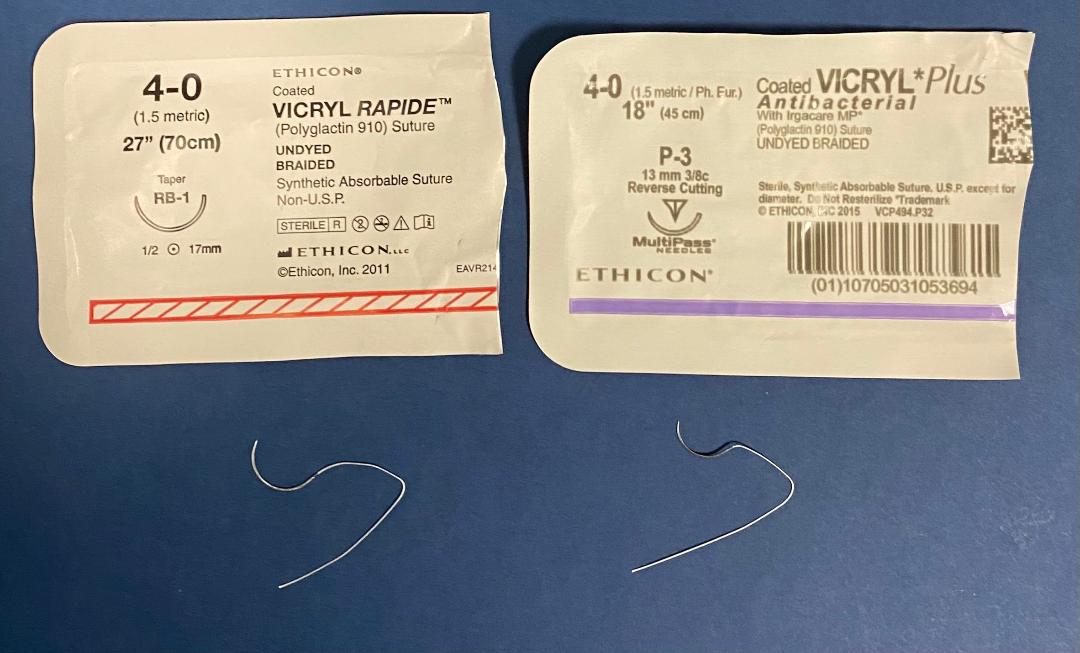 4-0
(1.5 metric)
27” (70cm)
Taper
RB-1
1/2 17mm
ETHICON®
Coated
VICRYL RAPIDE™
(Polyglactin 910) Suture
UNDYED
BRAIDED
Synthetic Absorbable Suture
Non-U.S.P.
STERILE R
ETHICON, LLC
©Ethicon, Inc. 2011
EAVR214
4-0 (1.5 metric / Ph. Eur.)
18" (45 cm)
P-3
13 mm 3/8c
Reverse Cutting
MultiPass*
NEEDLES
ETHICON*
Coated VICRYL*Plus
Antibacterial
With Irgacare MP*
(Polyglactin 910) Suture
UNDYED BRAIDED
Sterile, Synthetic Absorbable Suture, U.S.P. except for
diameter. Do Not Resterilize *Trademark
© ETHICON, INC 2015 VCP494.P32
(01)10705031053694